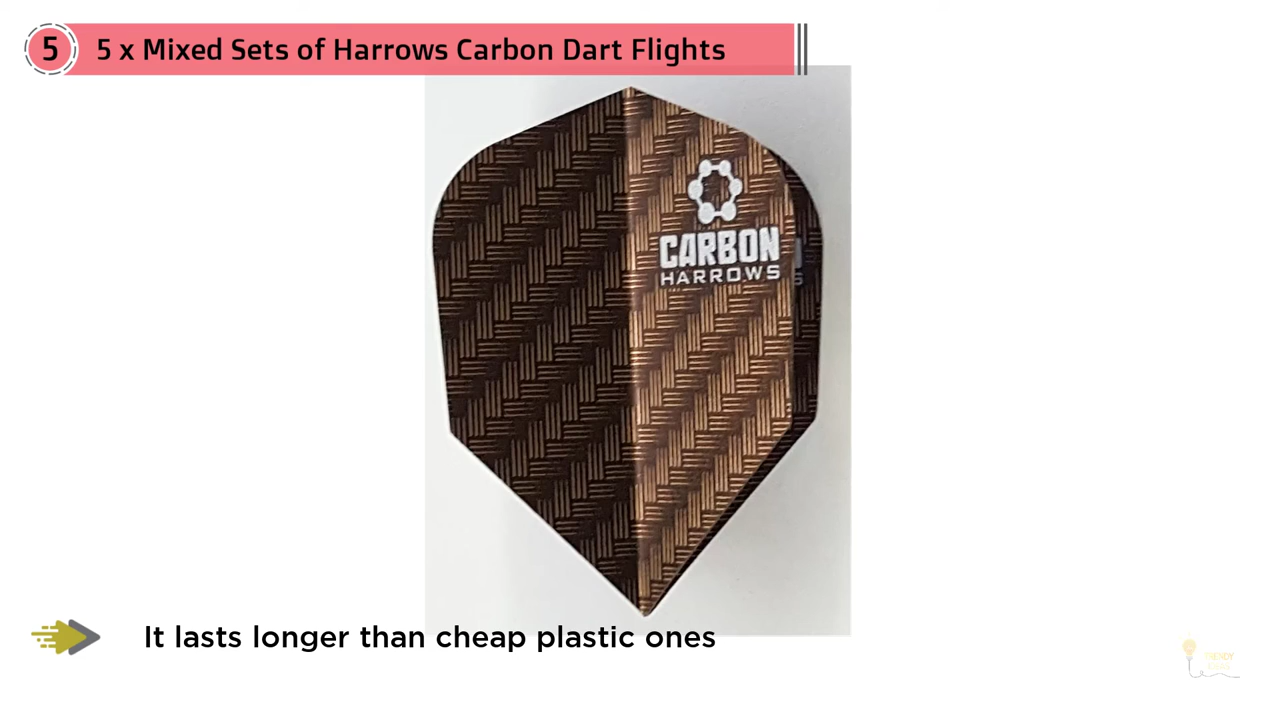 5
5 x Mixed Sets of Harrows Carbon Dart Flights
CARBON
HARROWS
It lasts longer than cheap plastic ones